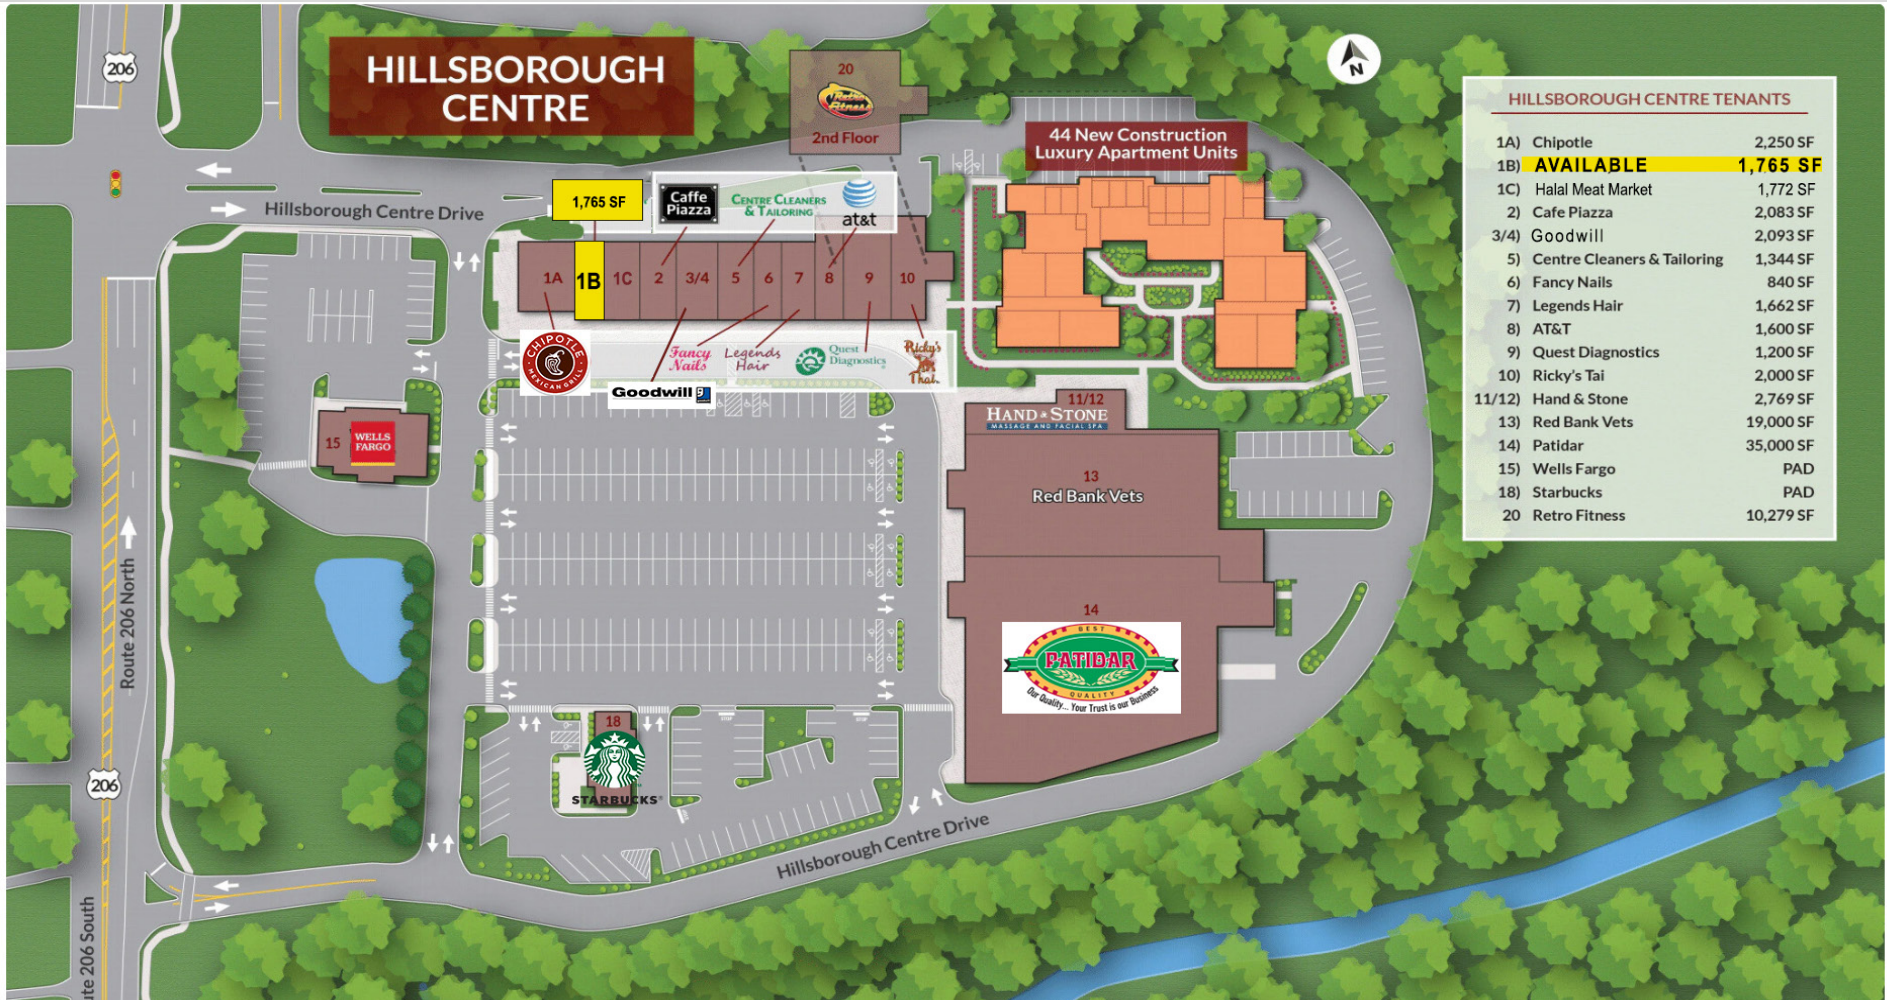 206
HILLSBOROUGH
CENTRE
20
Retro
Fitness
2nd Floor
N
44 New Construction
Luxury Apartment Units
HILLSBOROUGH CENTRE TENANTS
1A) Chipotle 2,250 SF
1B) AVAILABLE 1,765 SF
1C) Halal Meat Market 1,772 SF
2) Cafe Piazza 2,083 SF
3/4) Goodwill 2,093 SF
5) Centre Cleaners & Tailoring 1,344 SF
6) Fancy Nails 840 SF
7) Legends Hair 1,662 SF
8) AT&T 1,600 SF
9) Quest Diagnostics 1,200 SF
10) Ricky's Tai 2,000 SF
11/12) Hand & Stone 2,769 SF
13) Red Bank Vets 19,000 SF
14) Patidar 35,000 SF
15) Wells Fargo PAD
18) Starbucks PAD
20 Retro Fitness 10,279 SF
Hillsborough Centre Drive
1,765 SF
Caffe
Piazza
CENTRE CLEANERS
& TAILORING
at&t
1A 1B 1C 2 3/4 5 6 7 8 9 10
CHIPOTLE
MEXICAN GRILL
Fancy
Nails
Legends
Hair
Quest
Diagnostics
Ricky's
Thai
Goodwill
g
11/12
HAND & STONE
MASSAGE AND FACIAL SPA
15
WELLS
FARGO
13
Red Bank Vets
14
BEST
PATIDAR
QUALITY
Our Quality... Your Trust is our Business
Route 206 North
18
STARBUCKS®
STOP
STOP
206
Hillsborough Centre Drive
ute 206 South